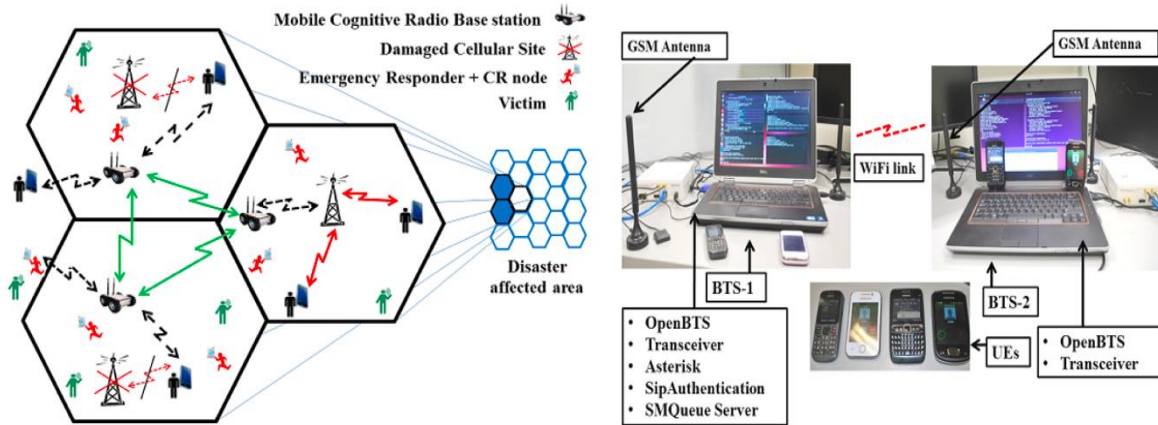 Mobile Cognitive Radio Base station
Damaged Cellular Site
Emergency Responder + CR node
Victim
Disaster
affected area
GSM Antenna
GSM Antenna
WiFi link
BTS-1
BTS-2
• OpenBTS
• Transceiver
• Asterisk
• SipAuthentication
• SMQueue Server
UEs
• OpenBTS
• Transceiver